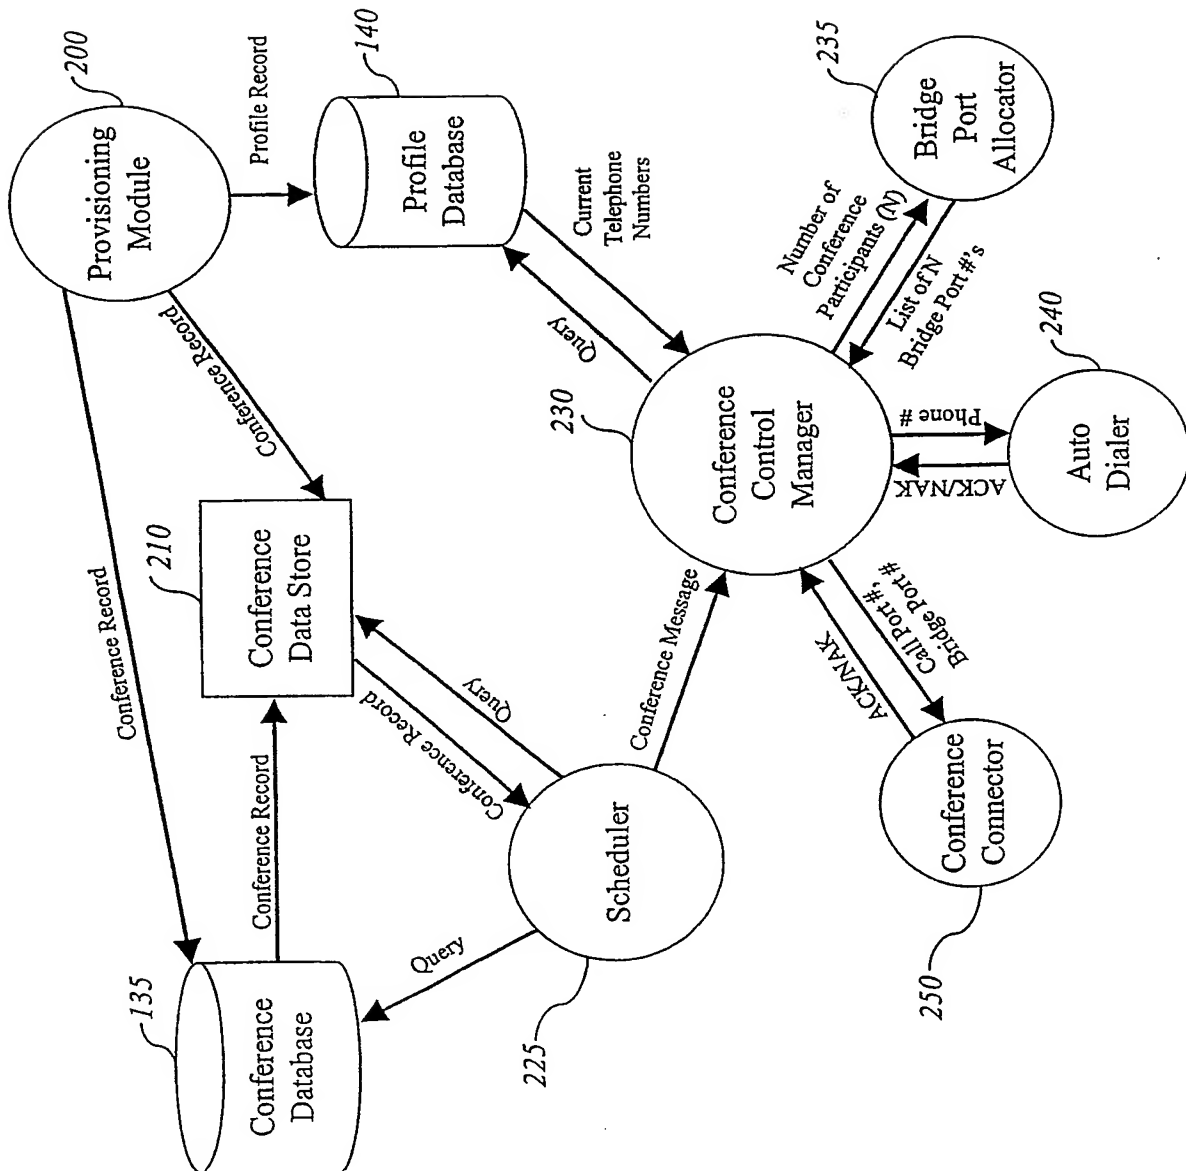 200
Provisioning
Module
Profile Record
140
Profile
Database
Conference Record
Conference Record
Current
Telephone
Numbers
Query
235
Bridge
Port
Allocator
Number of
Conference
Participants (N)
List of N
Bridge Port #'s
210
Conference
Data Store
230
Conference
Control
Manager
240
Auto
Dialer
Phone #
ACK/NAK
Conference Record
Query
Conference Record
Conference Message
Call Port #,
Bridge Port #
ACK/NAK
135
Conference
Database
Query
Scheduler
225
Conference
Connector
250